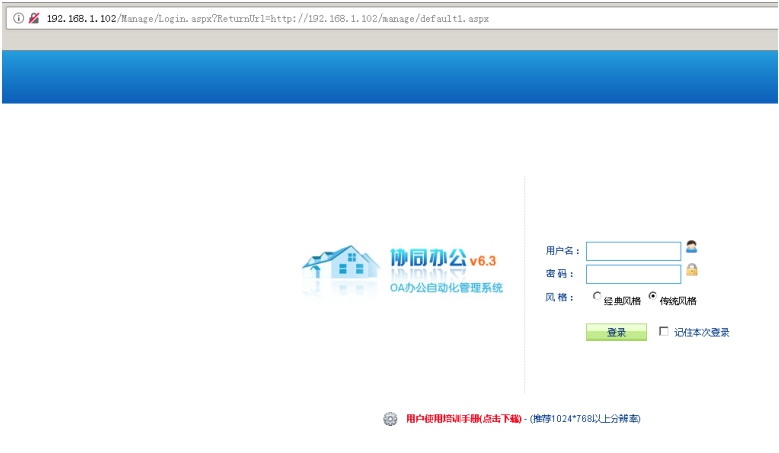 192.168.1.102/Manage/Login.aspx?ReturnUrl=http://192.168.1.102/manage/default1.aspx
协同办公 v6.3
OA办公自动化管理系统
用户名：
密 码：
风 格： 经典风格 传统风格
登录 记住本次登录
用户使用培训手册(点击下载) - (推荐1024*768以上分辨率)